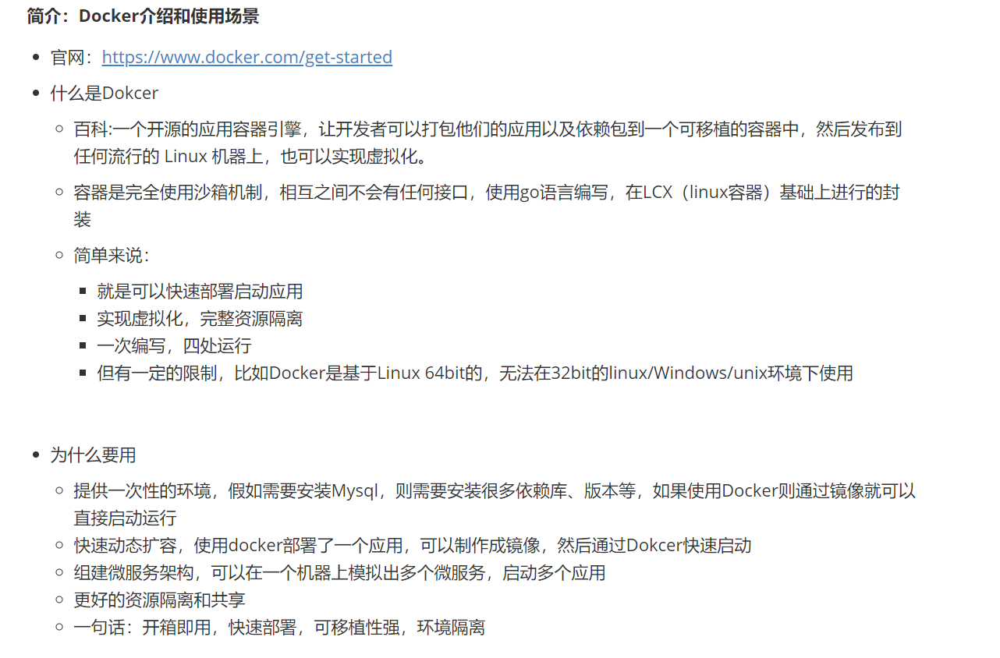 简介：Docker介绍和使用场景
官网：https://www.docker.com/get-started
什么是Dokcer
百科:一个开源的应用容器引擎，让开发者可以打包他们的应用以及依赖包到一个可移植的容器中，然后发布到
任何流行的 Linux 机器上，也可以实现虚拟化。
容器是完全使用沙箱机制，相互之间不会有任何接口，使用go语言编写，在LCX（linux容器）基础上进行的封
装
简单来说：
就是可以快速部署启动应用
实现虚拟化，完整资源隔离
一次编写，四处运行
但有一定的限制，比如Docker是基于Linux 64bit的，无法在32bit的linux/Windows/unix环境下使用
为什么要用
提供一次性的环境，假如需要安装Mysql，则需要安装很多依赖库、版本等，如果使用Docker则通过镜像就可以
直接启动运行
快速动态扩容，使用docker部署了一个应用，可以制作成镜像，然后通过Dokcer快速启动
组建微服务架构，可以在一个机器上模拟出多个微服务，启动多个应用
更好的资源隔离和共享
一句话：开箱即用，快速部署，可移植性强，环境隔离